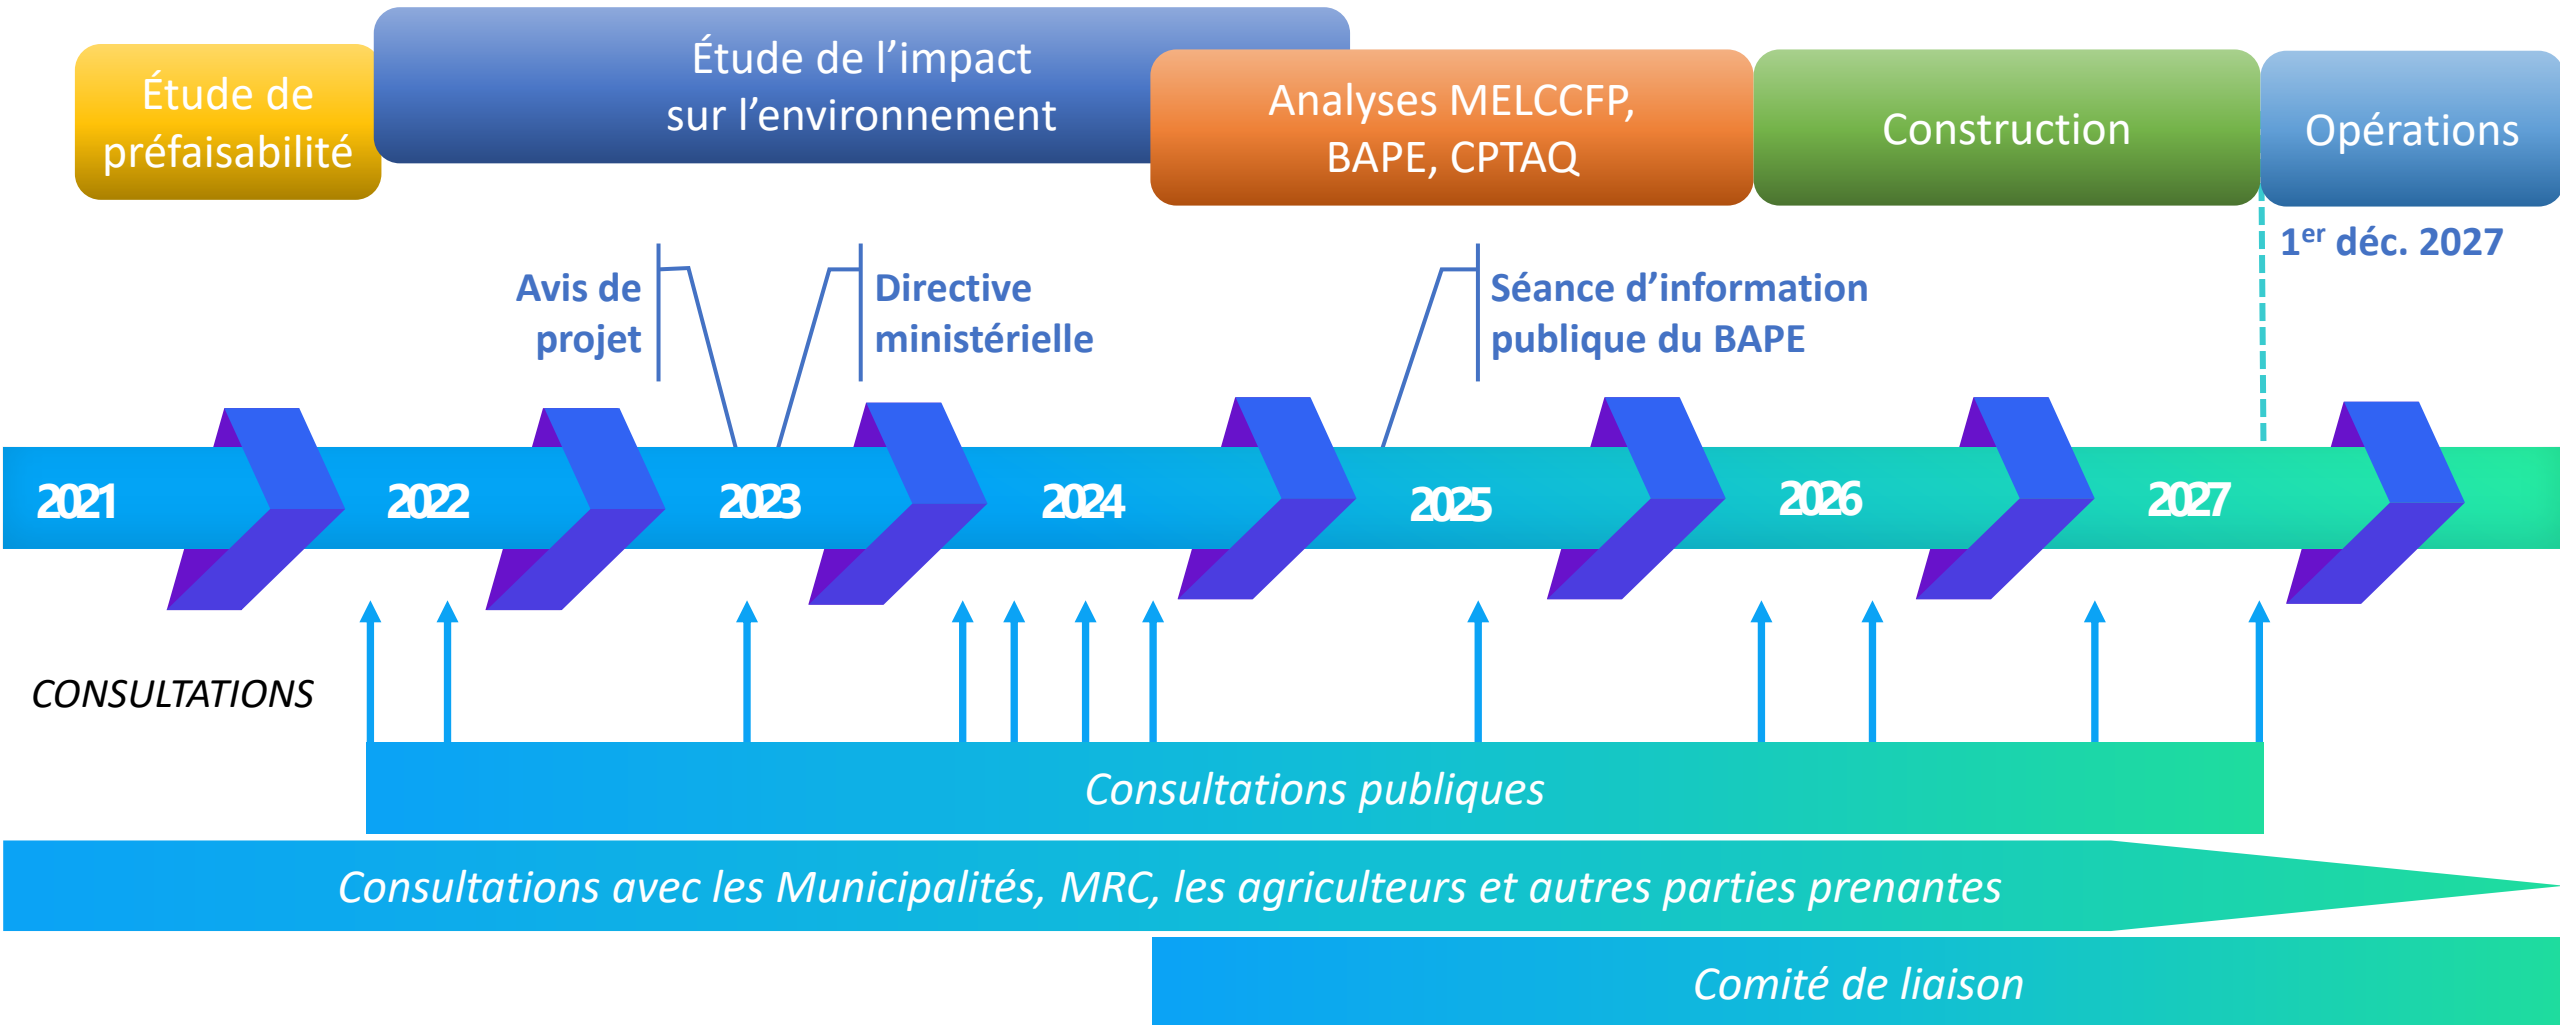 Étude de
préfaisabilité
Étude de l’impact
sur l’environnement
Analyses MELCCFP,
BAPE, CPTAQ
Construction
Opérations
1er déc. 2027
Avis de
projet
Directive
ministérielle
Séance d’information
publique du BAPE
2021
2022
2023
2024
2025
2026
2027
CONSULTATIONS
Consultations publiques
Consultations avec les Municipalités, MRC, les agriculteurs et autres parties prenantes
Comité de liaison